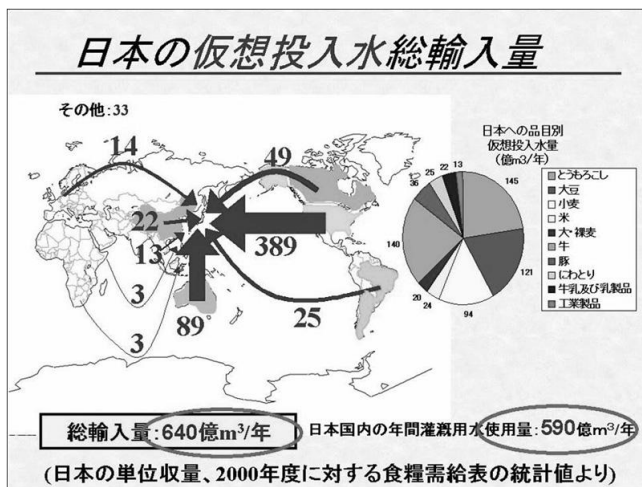 日本の仮想投入水総輸入量
その他:33
14
49
22
389
13
3
3
89
25
日本への品目別
仮想投入水量
(億m3/年)
13
22
25
36
145
140
121
20
24
94
とうもろこし
大豆
小麦
米
大・裸麦
牛
豚
にわとり
牛乳及び乳製品
工業製品
総輸入量:640億m³/年
日本国内の年間灌漑用水使用量:590億m³/年
(日本の単位収量、2000年度に対する食糧需給表の統計値より)